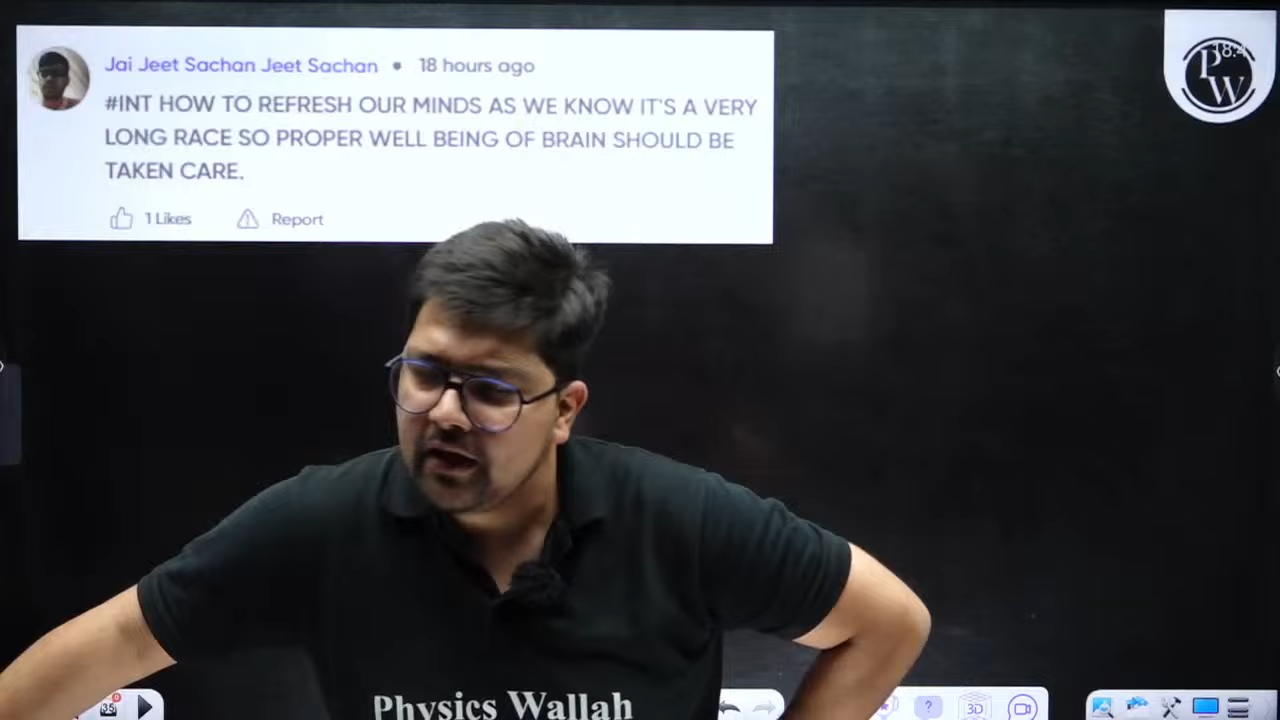 Jai Jeet Sachan Jeet Sachan • 18 hours ago
#INT HOW TO REFRESH OUR MINDS AS WE KNOW IT'S A VERY
LONG RACE SO PROPER WELL BEING OF BRAIN SHOULD BE
TAKEN CARE.
1 Likes Report
P
W
Physics Wallah
35
?
3D